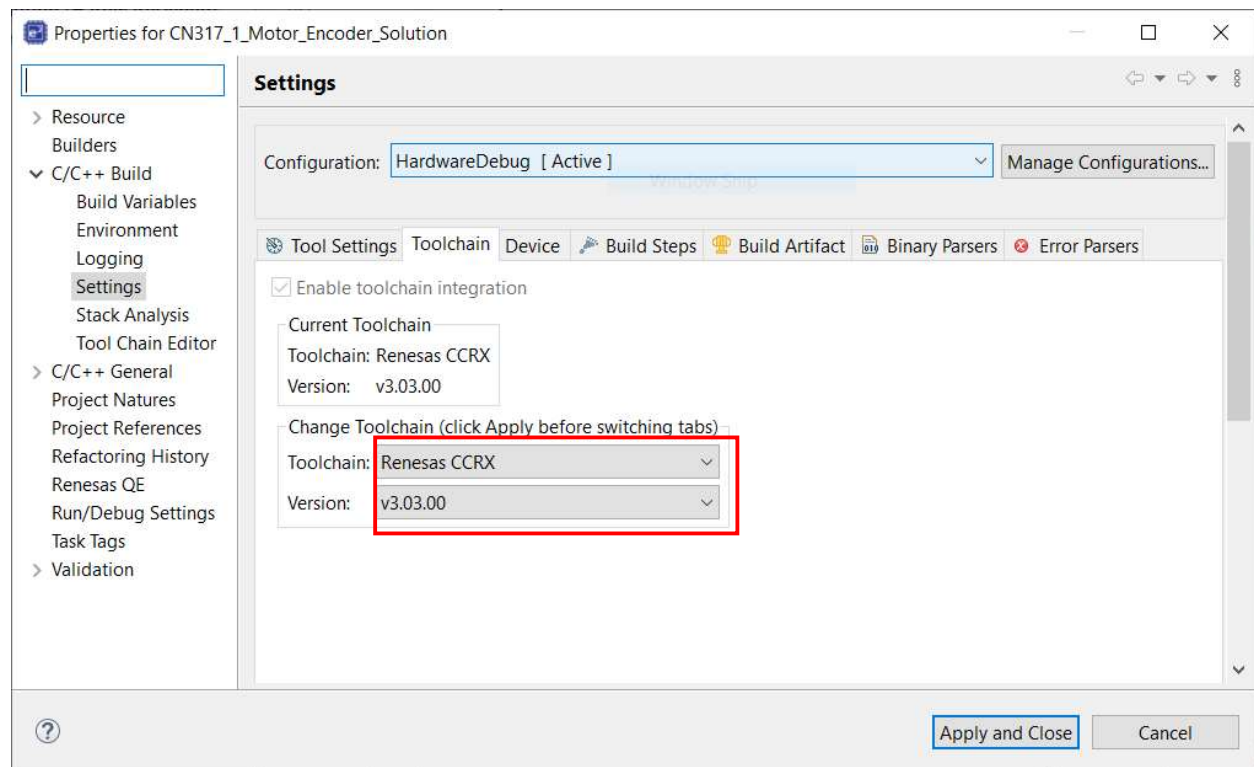 Properties for CN317_1_Motor_Encoder_Solution
Settings
Resource
Builders
C/C++ Build
Build Variables
Environment
Logging
Settings
Stack Analysis
Tool Chain Editor
C/C++ General
Project Natures
Project References
Refactoring History
Renesas QE
Run/Debug Settings
Task Tags
Validation
Configuration: HardwareDebug [ Active ] Manage Configurations...
Window Snip
Tool Settings Toolchain Device Build Steps Build Artifact 010 Binary Parsers Error Parsers
Enable toolchain integration
Current Toolchain
Toolchain: Renesas CCRX
Version: v3.03.00
Change Toolchain (click Apply before switching tabs)
Toolchain: Renesas CCRX
Version: v3.03.00
? Apply and Close Cancel